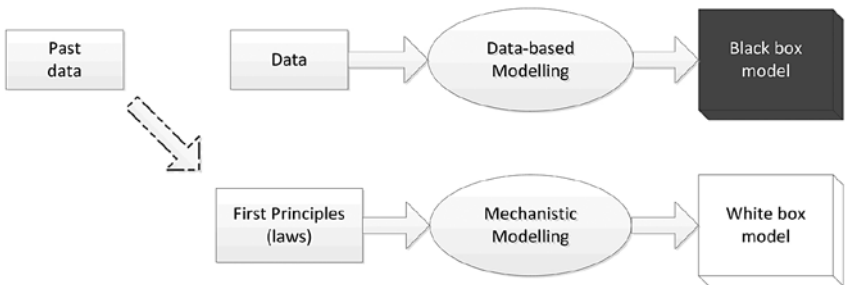 Past
data
Data
Data-based
Modelling
Black box
model
First Principles
(laws)
Mechanistic
Modelling
White box
model